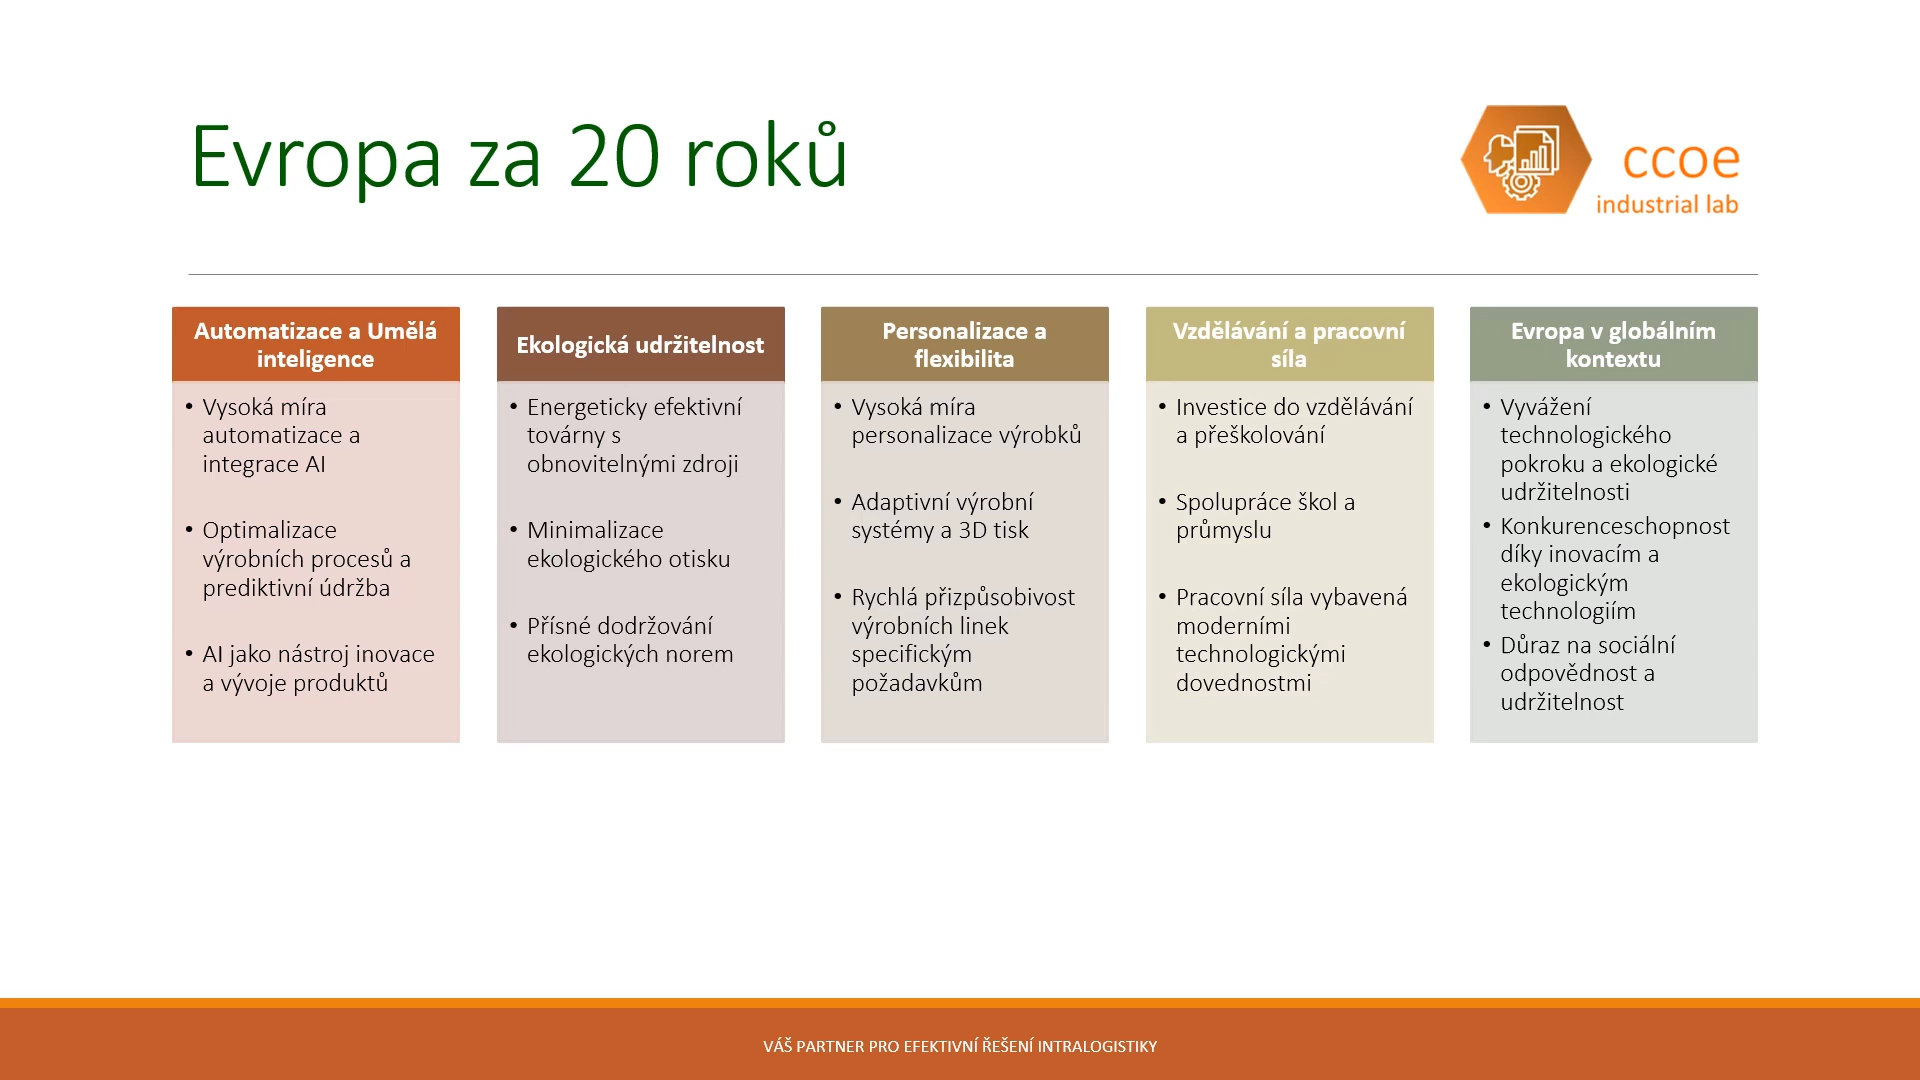 Evropa za 20 roků
ccoe
industrial lab
Automatizace a Umělá
inteligence
• Vysoká míra
automatizace a
integrace AI
• Optimalizace
výrobních procesů a
prediktivní údržba
• AI jako nástroj inovace
a vývoje produktů
Ekologická udržitelnost
• Energeticky efektivní
továrny s
obnovitelnými zdroji
• Minimalizace
ekologického otisku
• Přísné dodržování
ekologických norem
Personalizace a
flexibilita
• Vysoká míra
personalizace výrobků
• Adaptivní výrobní
systémy a 3D tisk
• Rychlá přizpůsobivost
výrobních linek
specifickým
požadavkům
Vzdělávání a pracovní
síla
• Investice do vzdělávání
a přeškolování
• Spolupráce škol a
průmyslu
• Pracovní síla vybavená
moderními
technologickými
dovednostmi
Evropa v globálním
kontextu
• Vyvážení
technologického
pokroku a ekologické
udržitelnosti
• Konkurenceschopnost
díky inovacím a
ekologickým
technologiím
• Důraz na sociální
odpovědnost a
udržitelnost
VÁŠ PARTNER PRO EFEKTIVNÍ ŘEŠENÍ INTRALOGISTIKY